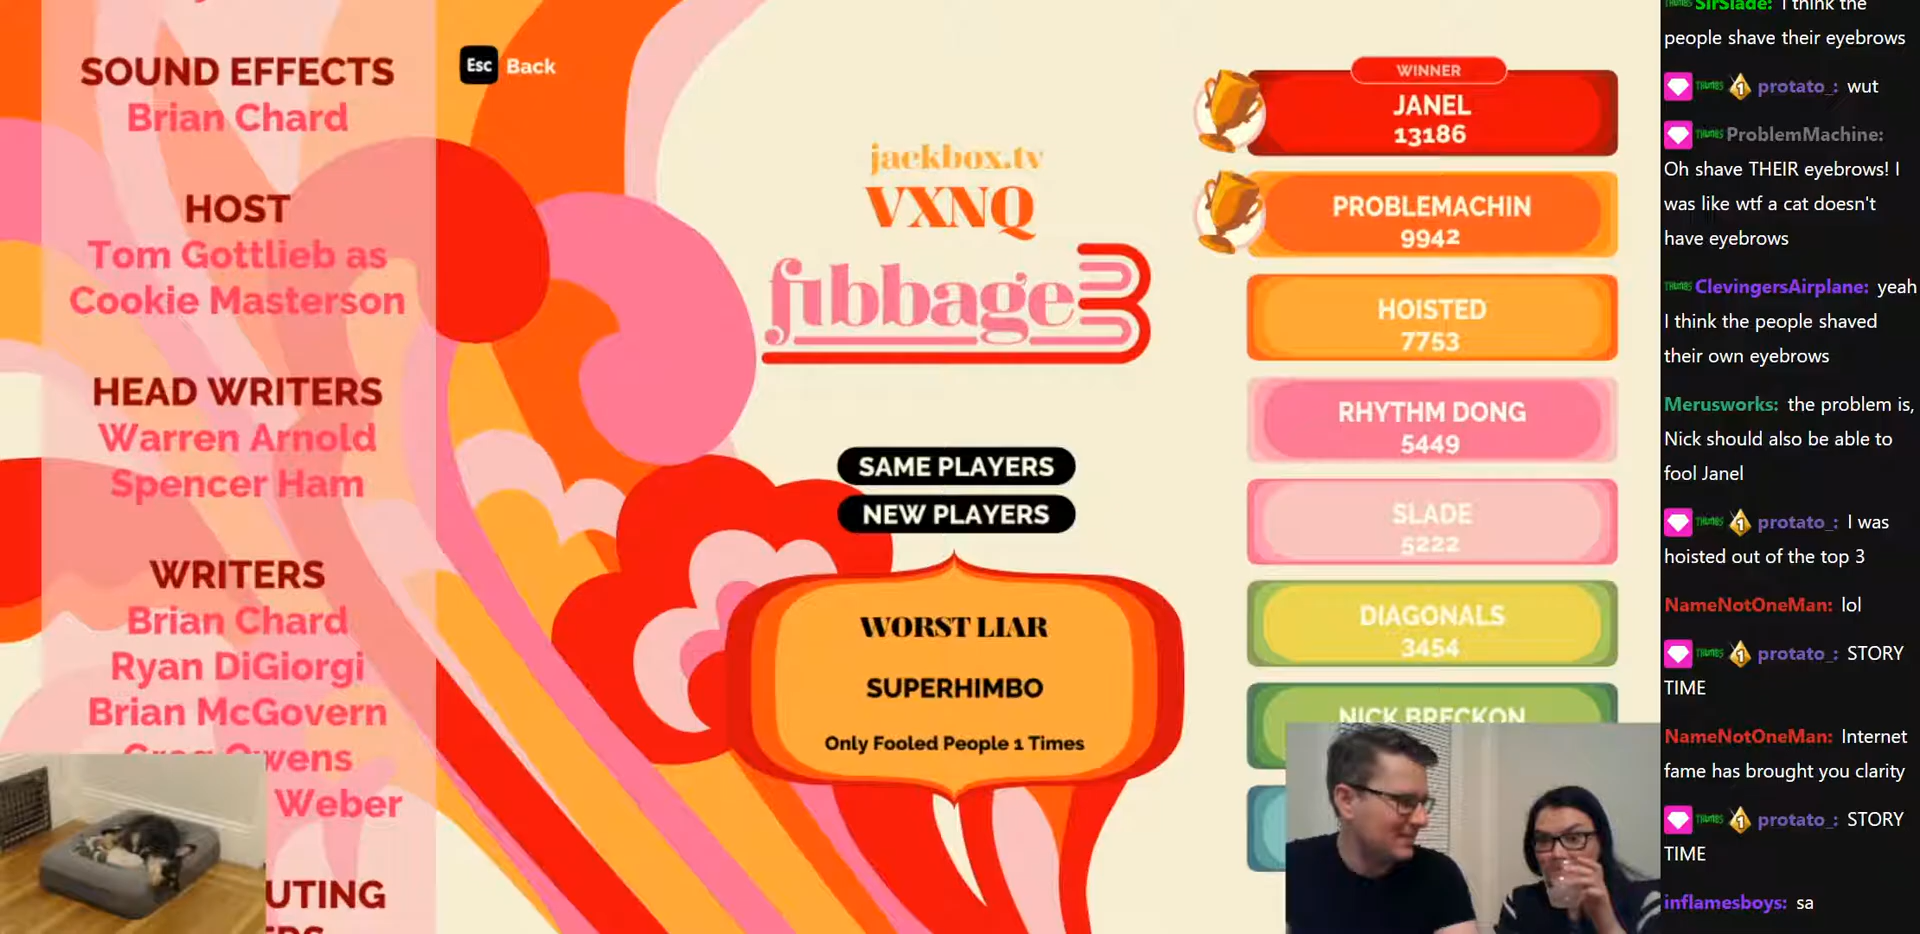 SOUND EFFECTS
Brian Chard
HOST
Tom Gottlieb as
Cookie Masterson
HEAD WRITERS
Warren Arnold
Spencer Ham
WRITERS
Brian Chard
Ryan DiGiorgi
Brian McGovern
Greg Owens
Weber
UTING
Esc Back
jackbox.tv
VXNQ
fibbage 3
SAME PLAYERS
NEW PLAYERS
WORST LIAR
SUPERHIMBO
Only Fooled People 1 Times
WINNER
JANEL
13186
PROBLEMACHIN
9942
HOISTED
7753
RHYTHM DONG
5449
SLADE
5222
DIAGONALS
3454
NICK BRECKON
SirSlade: I think the
people shave their eyebrows
protato_: wut
ProblemMachine:
Oh shave THEIR eyebrows! I
was like wtf a cat doesn't
have eyebrows
ClevingersAirplane: yeah
I think the people shaved
their own eyebrows
Merusworks: the problem is,
Nick should also be able to
fool Janel
protato_: I was
hoisted out of the top 3
NameNotOneMan: lol
protato_: STORY
TIME
NameNotOneMan: Internet
fame has brought you clarity
protato_: STORY
TIME
inflamesboys: sa